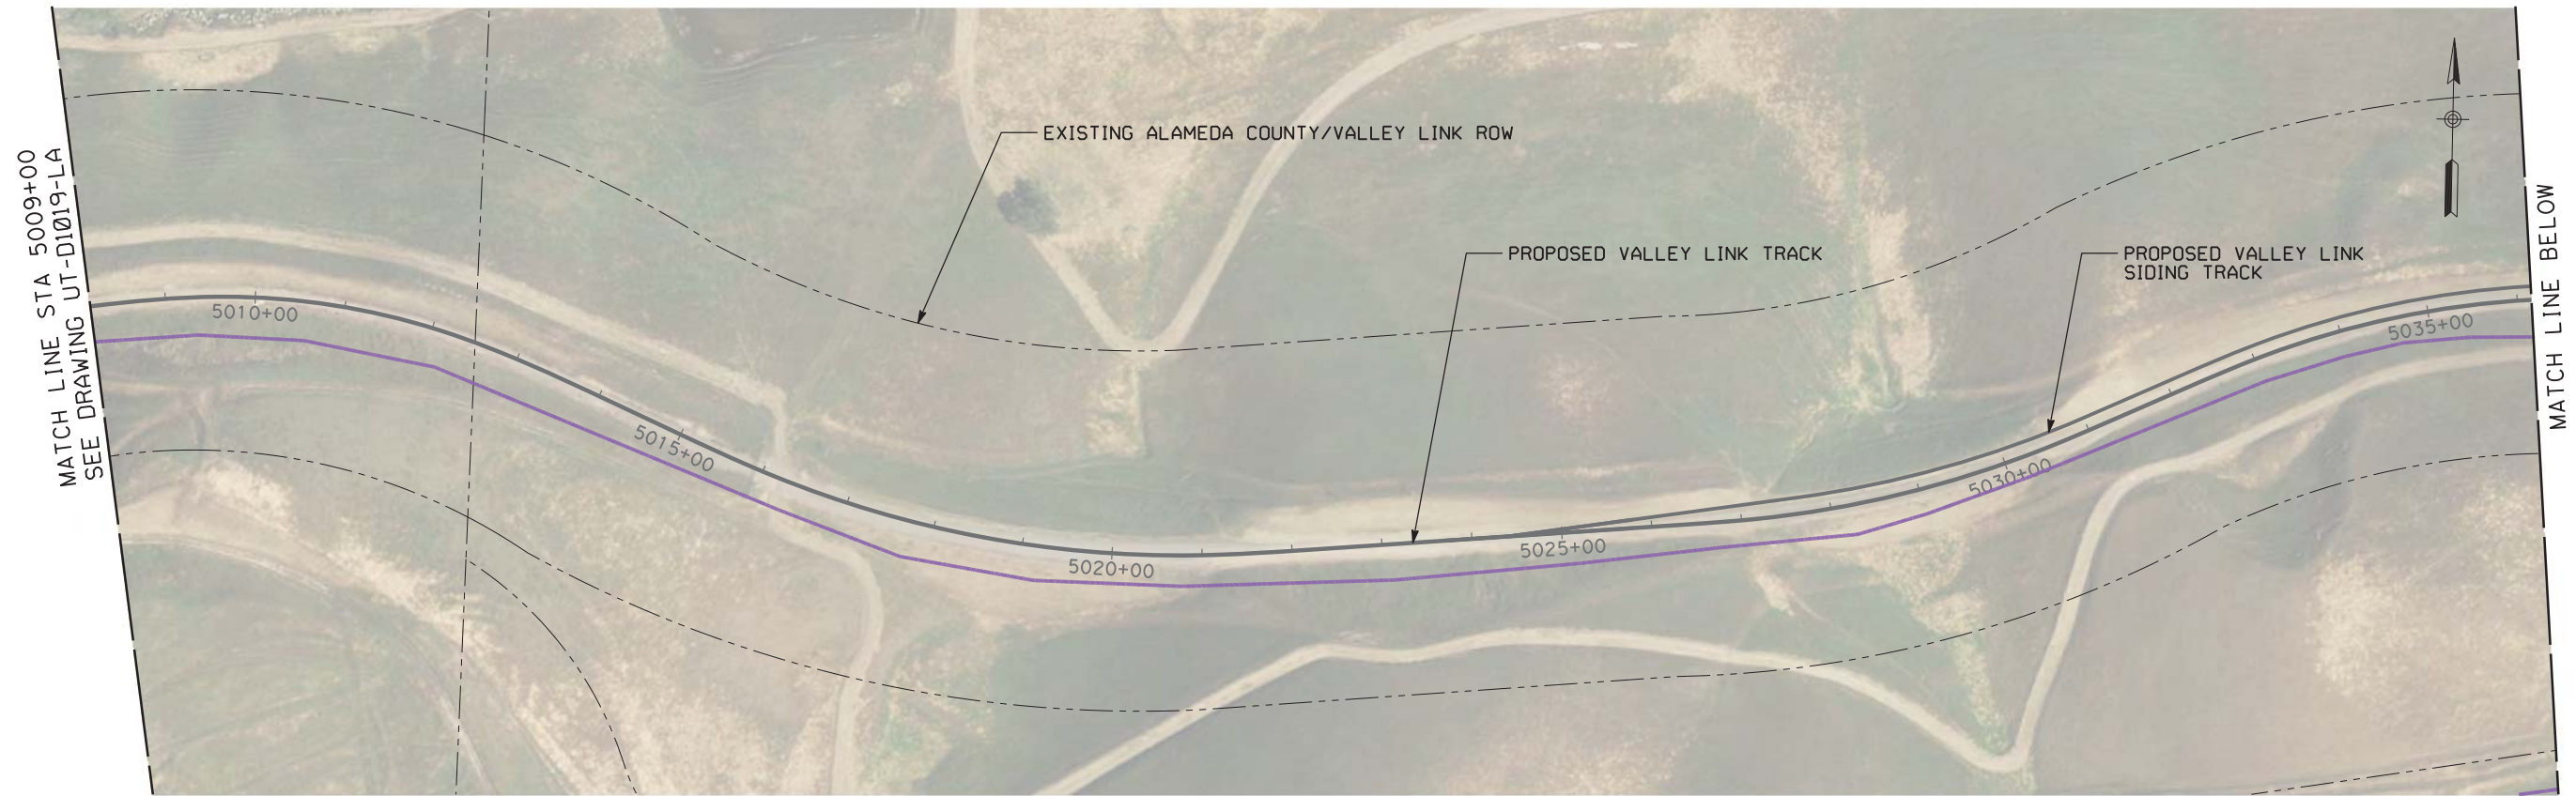 MATCH LINE STA 5009+00
SEE DRAWING UT-D1019-LA
EXISTING ALAMEDA COUNTY/VALLEY LINK ROW
PROPOSED VALLEY LINK TRACK
PROPOSED VALLEY LINK
SIDING TRACK
5010+00
5015+00
5020+00
5025+00
5030+00
5035+00
MATCH LINE BELOW